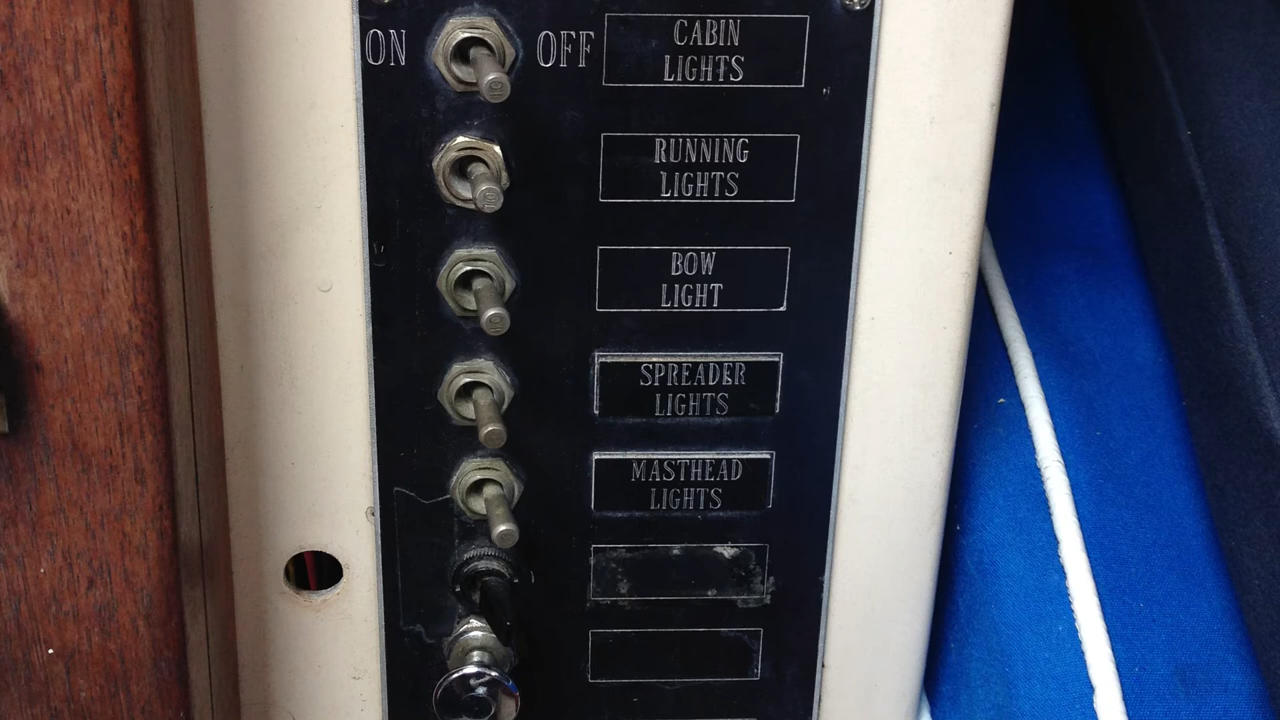 ON OFF CABIN
LIGHTS
RUNNING
LIGHTS
BOW
LIGHT
SPREADER
LIGHTS
MASTHEAD
LIGHTS